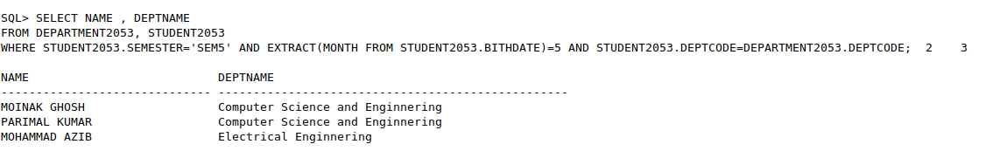 SQL> SELECT NAME , DEPTNAME
FROM DEPARTMENT2053, STUDENT2053
WHERE STUDENT2053.SEMESTER='SEM5' AND EXTRACT(MONTH FROM STUDENT2053.BITHDATE)=5 AND STUDENT2053.DEPTCODE=DEPARTMENT2053.DEPTCODE;  2    3
NAME                           DEPTNAME
------------------------------ --------------------------------------------------
MOINAK GHOSH                   Computer Science and Enginnering
PARIMAL KUMAR                  Computer Science and Enginnering
MOHAMMAD AZIB                  Electrical Enginnering